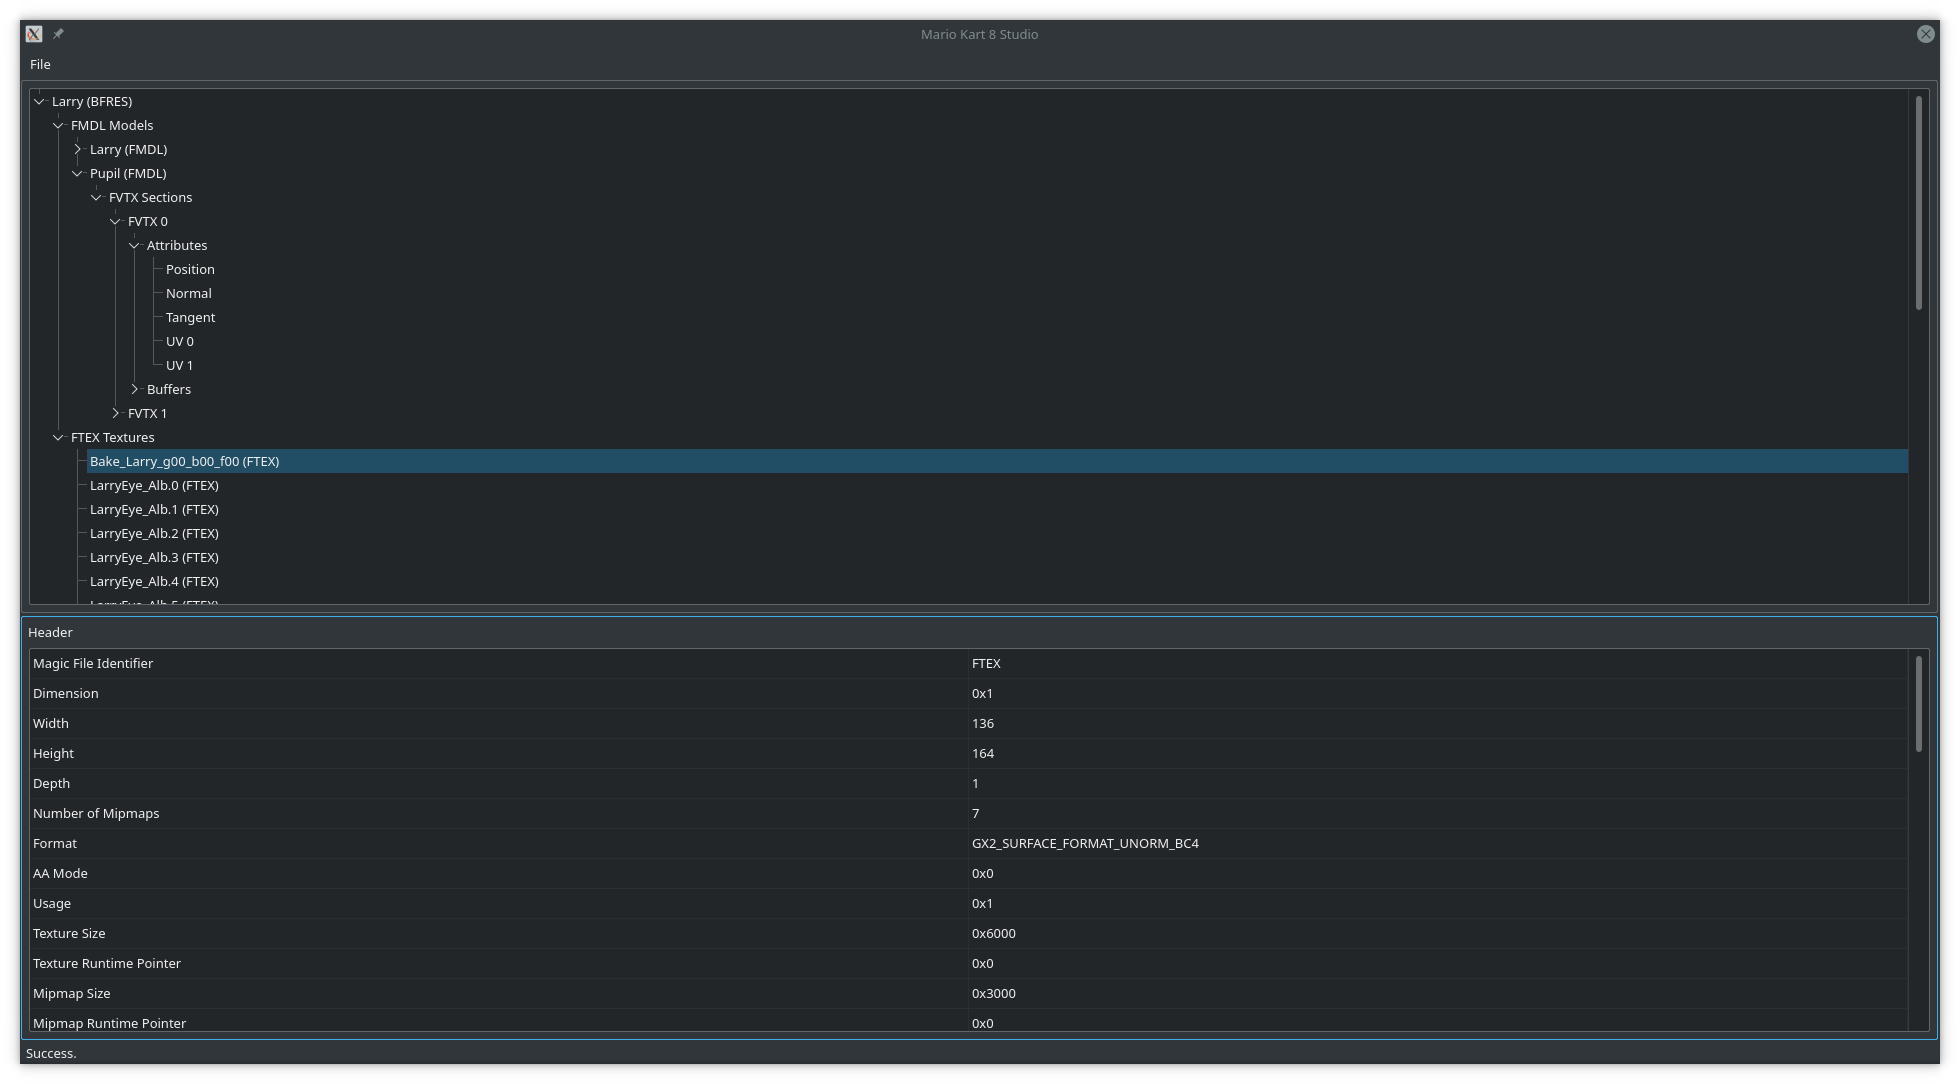 Mario Kart 8 Studio
File
Larry (BFRES)
FMDL Models
Larry (FMDL)
Pupil (FMDL)
FVTX Sections
FVTX 0
Attributes
Position
Normal
Tangent
UV 0
UV 1
Buffers
FVTX 1
FTEX Textures
Bake_Larry_g00_b00_f00 (FTEX)
LarryEye_Alb.0 (FTEX)
LarryEye_Alb.1 (FTEX)
LarryEye_Alb.2 (FTEX)
LarryEye_Alb.3 (FTEX)
LarryEye_Alb.4 (FTEX)
LarryEye_Alb.5 (FTEX)
Header
Magic File Identifier FTEX
Dimension 0x1
Width 136
Height 164
Depth 1
Number of Mipmaps 7
Format GX2_SURFACE_FORMAT_UNORM_BC4
AA Mode 0x0
Usage 0x1
Texture Size 0x6000
Texture Runtime Pointer 0x0
Mipmap Size 0x3000
Mipmap Runtime Pointer 0x0
Success.